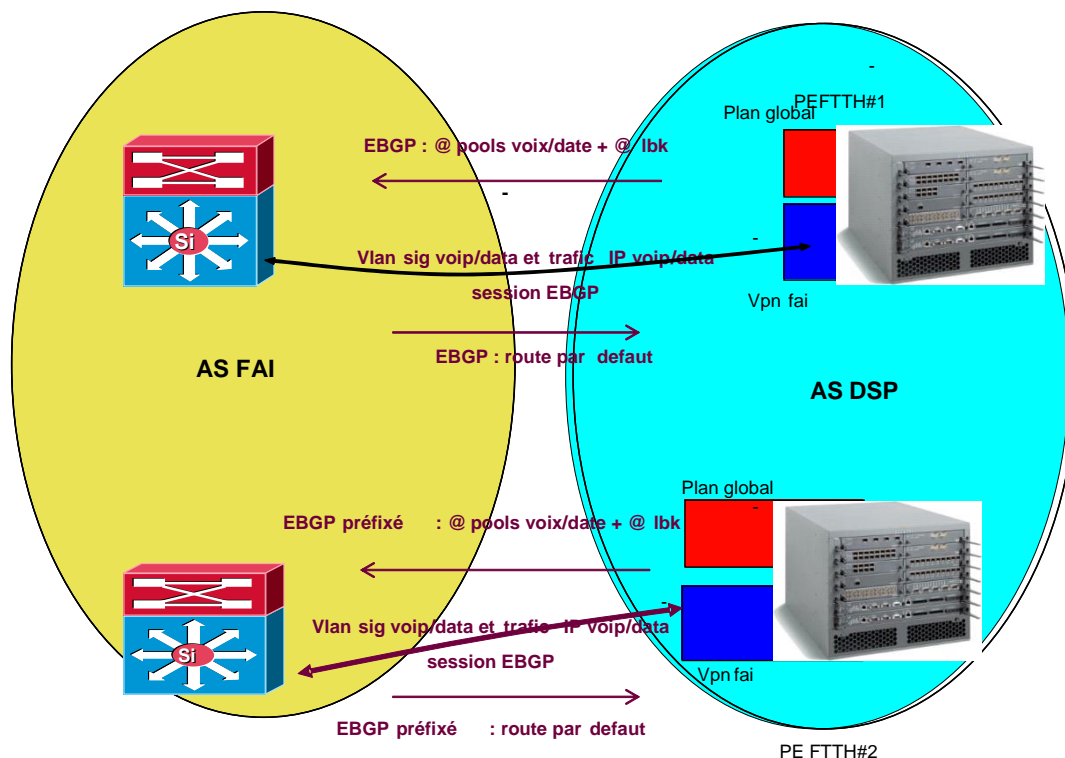 PEFTTH#1
Plan global
EBGP : @ pools voix/date + @ lbk
Si
Vlan sig voip/data et trafic IP voip/data
session EBGP
Vpn fai
EBGP : route par defaut
AS FAI
AS DSP
Plan global
EBGP préfixé : @ pools voix/date + @ lbk
Vlan sig voip/data et trafic IP voip/data
Si
session EBGP
Vpn fai
EBGP préfixé : route par defaut
PE FTTH#2